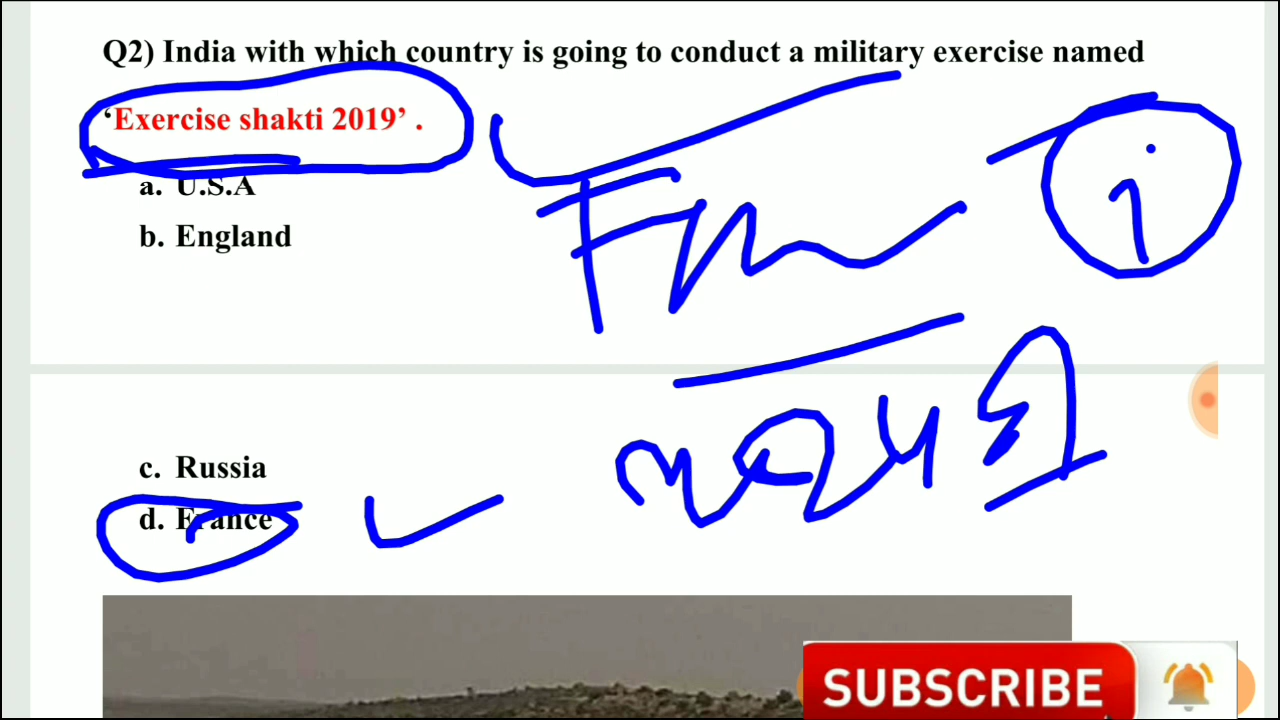 Q2) India with which country is going to conduct a military exercise named
‘Exercise shakti 2019’ .
a. U.S.A
b. England
c. Russia
d. France
SUBSCRIBE